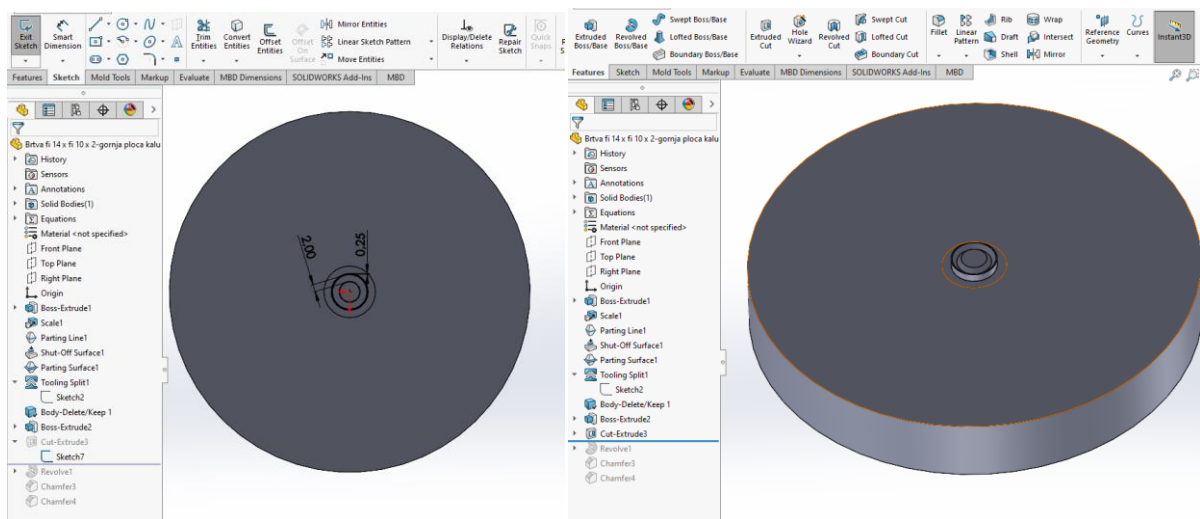 Exit Sketch
Smart Dimension
Trim Entities
Convert Entities
Offset Entities
Offset On Surface
Mirror Entities
Linear Sketch Pattern
Move Entities
Display/Delete Relations
Repair Sketch
Quick Snaps
Features Sketch Mold Tools Markup Evaluate MBD Dimensions SOLIDWORKS Add-Ins MBD
Brtva fi 14 x fi 10 x 2-gornja ploca kalu
History
Sensors
Annotations
Solid Bodies(1)
Equations
Material <not specified>
Front Plane
Top Plane
Right Plane
Origin
Boss-Extrude1
Scale1
Parting Line1
Shut-Off Surface1
Parting Surface1
Tooling Split1
Sketch2
Body-Delete/Keep 1
Boss-Extrude2
Cut-Extrude3
Sketch7
Revolve1
Chamfer3
Chamfer4
2.00
0.25
Extruded Boss/Base
Revolved Boss/Base
Swept Boss/Base
Lofted Boss/Base
Boundary Boss/Base
Extruded Cut
Hole Wizard
Revolved Cut
Swept Cut
Lofted Cut
Boundary Cut
Fillet
Linear Pattern
Rib
Draft
Shell
Wrap
Intersect
Mirror
Reference Geometry
Curves
Instant3D
Features Sketch Mold Tools Markup Evaluate MBD Dimensions SOLIDWORKS Add-Ins MBD
Brtva fi 14 x fi 10 x 2-gornja ploca kalu
History
Sensors
Annotations
Solid Bodies(1)
Equations
Material <not specified>
Front Plane
Top Plane
Right Plane
Origin
Boss-Extrude1
Scale1
Parting Line1
Shut-Off Surface1
Parting Surface1
Tooling Split1
Sketch2
Body-Delete/Keep 1
Boss-Extrude2
Cut-Extrude3
Revolve1
Chamfer3
Chamfer4